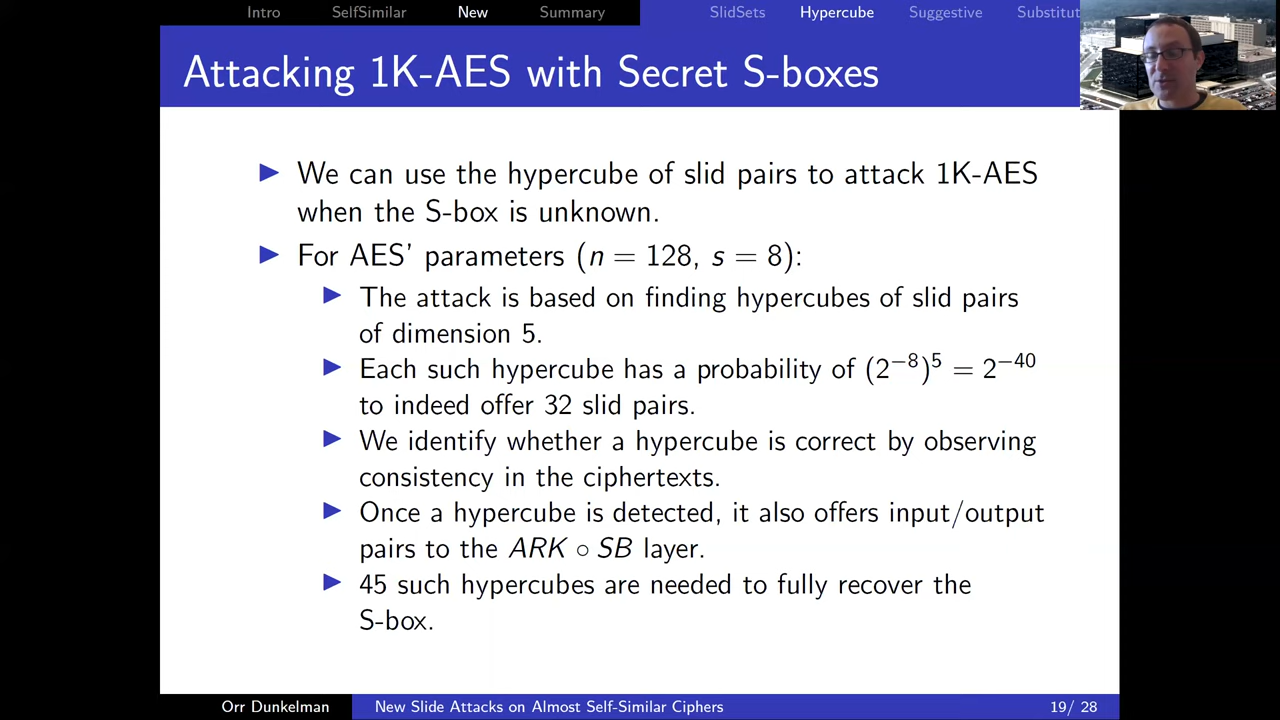 Intro SelfSimilar New Summary SlidSets Hypercube Suggestive Substitut
Attacking 1K-AES with Secret S-boxes
We can use the hypercube of slid pairs to attack 1K-AES
when the S-box is unknown.
For AES' parameters (n = 128, s = 8):
The attack is based on finding hypercubes of slid pairs
of dimension 5.
Each such hypercube has a probability of (2⁻⁸)⁵ = 2⁻⁴⁰
to indeed offer 32 slid pairs.
We identify whether a hypercube is correct by observing
consistency in the ciphertexts.
Once a hypercube is detected, it also offers input/output
pairs to the ARK ∘ SB layer.
45 such hypercubes are needed to fully recover the
S-box.
Orr Dunkelman New Slide Attacks on Almost Self-Similar Ciphers 19/ 28